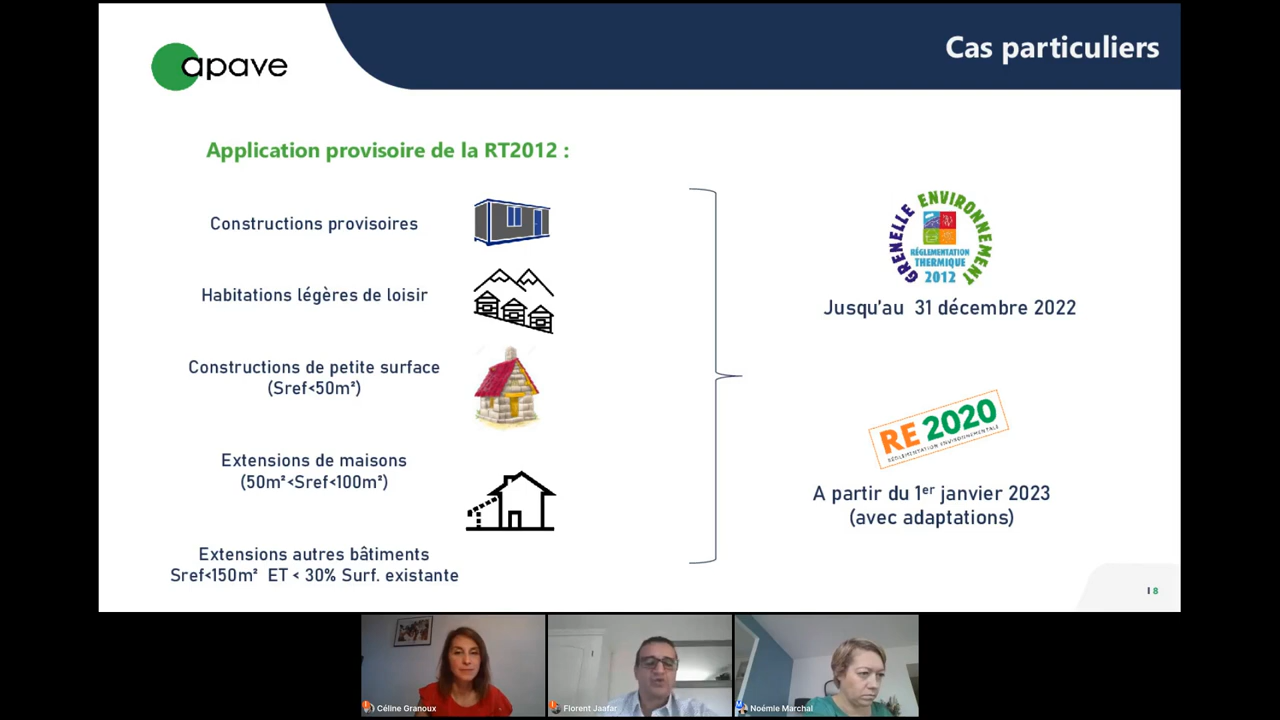 apave
Cas particuliers
Application provisoire de la RT2012 :
Constructions provisoires
Habitations légères de loisir
Constructions de petite surface
(Sref<50m²)
Extensions de maisons
(50m²<Sref<100m²)
Extensions autres bâtiments
Sref<150m² ET < 30% Surf. existante
GRENELLE ENVIRONNEMENT
RÉGLEMENTATION
THERMIQUE
2012
Jusqu'au 31 décembre 2022
RE 2020
RÉGLEMENTATION ENVIRONNEMENTALE
A partir du 1er janvier 2023
(avec adaptations)
I 8
Céline Granoux
Florent Jaafar
Noémie Marchal